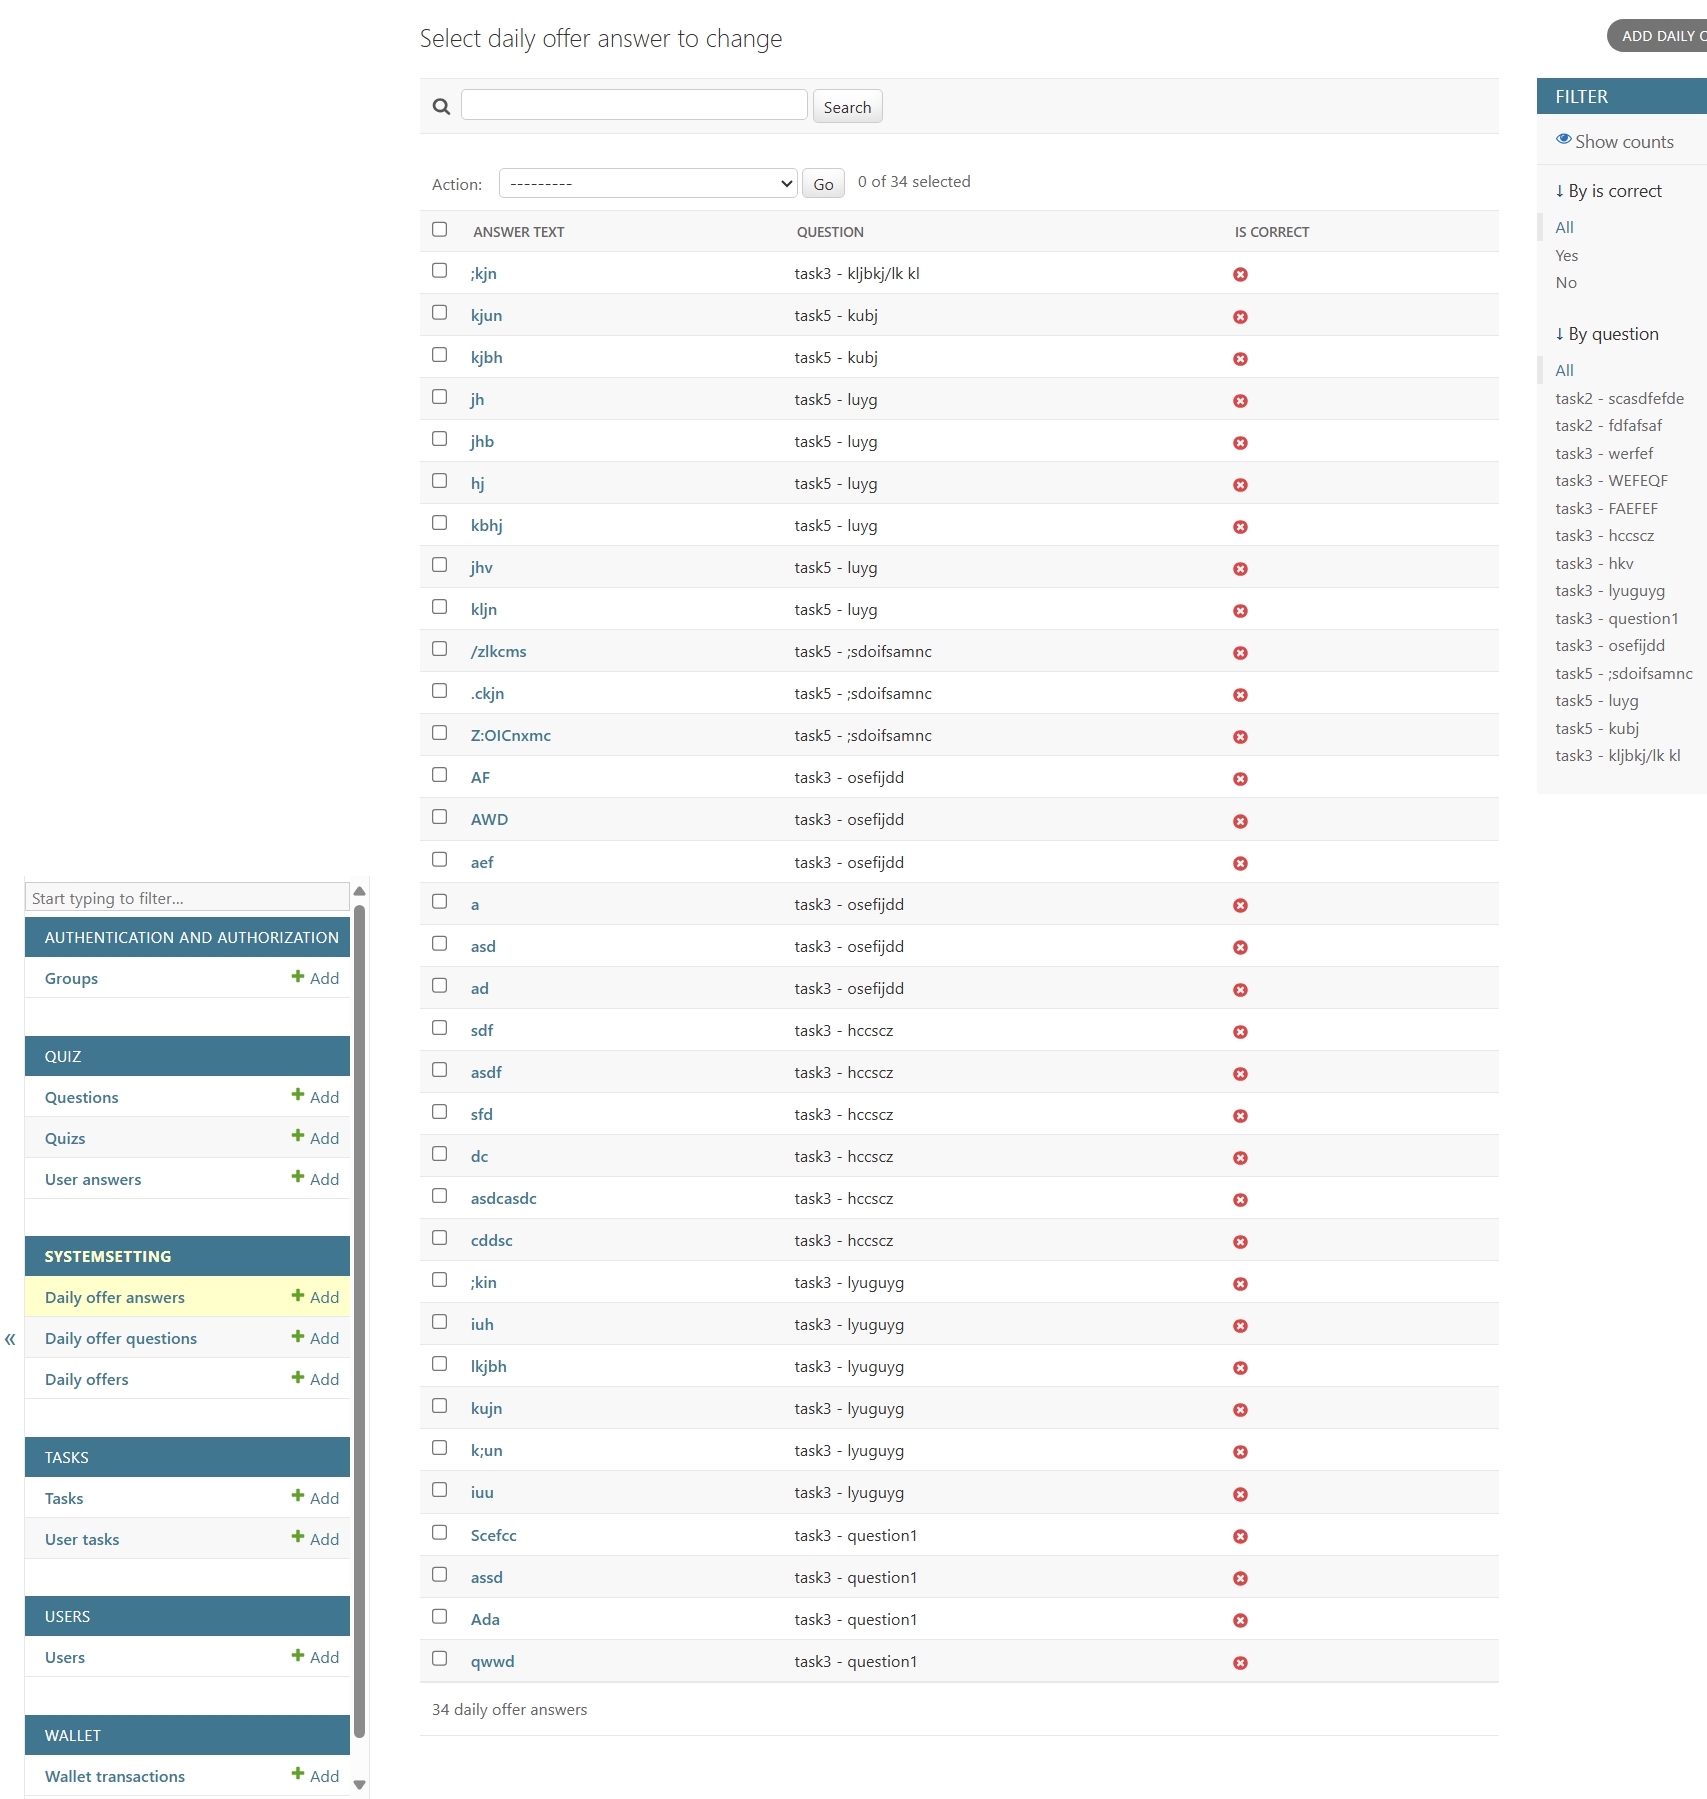 Select daily offer answer to change
ADD DAILY
Search
Action:
---------
Go
0 of 34 selected
ANSWER TEXT QUESTION IS CORRECT
;kjn task3 - kljbkj/lk kl
kjun task5 - kubj
kjbh task5 - kubj
jh task5 - luyg
jhb task5 - luyg
hj task5 - luyg
kbhj task5 - luyg
jhv task5 - luyg
kljn task5 - luyg
/zlkcms task5 - ;sdoifsamnc
.ckjn task5 - ;sdoifsamnc
Z:OICnxmc task5 - ;sdoifsamnc
AF task3 - osefijdd
AWD task3 - osefijdd
aef task3 - osefijdd
a task3 - osefijdd
asd task3 - osefijdd
ad task3 - osefijdd
sdf task3 - hccscz
asdf task3 - hccscz
sfd task3 - hccscz
dc task3 - hccscz
asdcasdc task3 - hccscz
cddsc task3 - hccscz
;kin task3 - lyuguyg
iuh task3 - lyuguyg
lkjbh task3 - lyuguyg
kujn task3 - lyuguyg
k;un task3 - lyuguyg
iuu task3 - lyuguyg
Scefcc task3 - question1
assd task3 - question1
Ada task3 - question1
qwwd task3 - question1
34 daily offer answers
FILTER
Show counts
↓ By is correct
All
Yes
No
↓ By question
All
task2 - scasdfefde
task2 - fdfafsaf
task3 - werfef
task3 - WEFEQF
task3 - FAEFEF
task3 - hccscz
task3 - hkv
task3 - lyuguyg
task3 - question1
task3 - osefijdd
task5 - ;sdoifsamnc
task5 - luyg
task5 - kubj
task3 - kljbkj/lk kl
Start typing to filter...
AUTHENTICATION AND AUTHORIZATION
Groups Add
QUIZ
Questions Add
Quizs Add
User answers Add
SYSTEMSETTING
Daily offer answers Add
«
Daily offer questions Add
Daily offers Add
TASKS
Tasks Add
User tasks Add
USERS
Users Add
WALLET
Wallet transactions Add